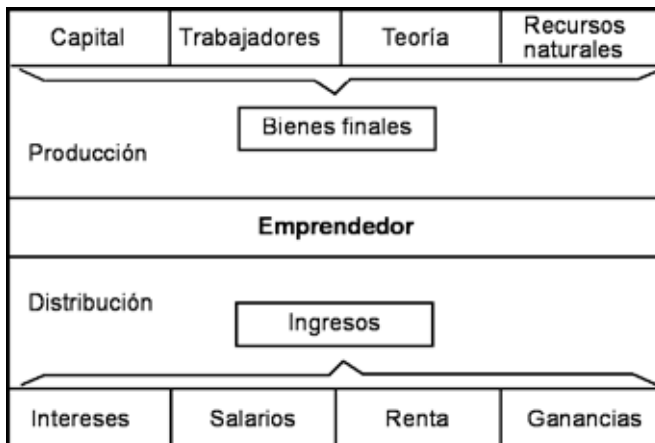 Capital Trabajadores Teoría Recursos
naturales
Bienes finales
Producción
Emprendedor
Distribución
Ingresos
Intereses Salarios Renta Ganancias